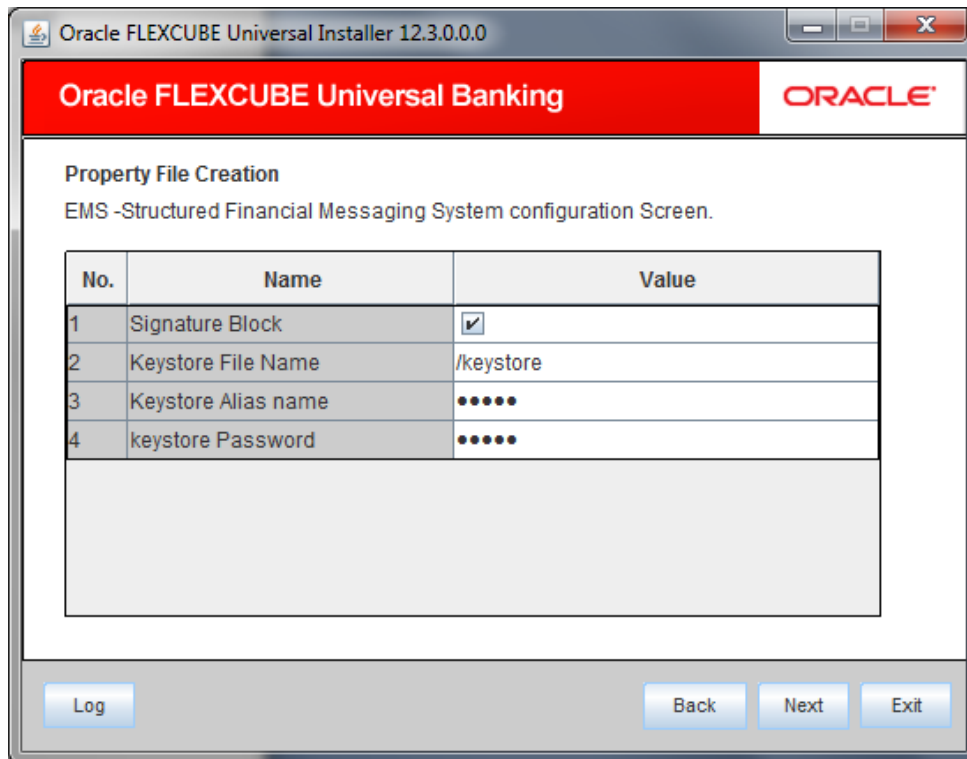 Oracle FLEXCUBE Universal Installer 12.3.0.0.0
Oracle FLEXCUBE Universal Banking ORACLE
Property File Creation
EMS -Structured Financial Messaging System configuration Screen.
No. Name Value
1 Signature Block
2 Keystore File Name /keystore
3 Keystore Alias name •••••
4 keystore Password •••••
Log Back Next Exit